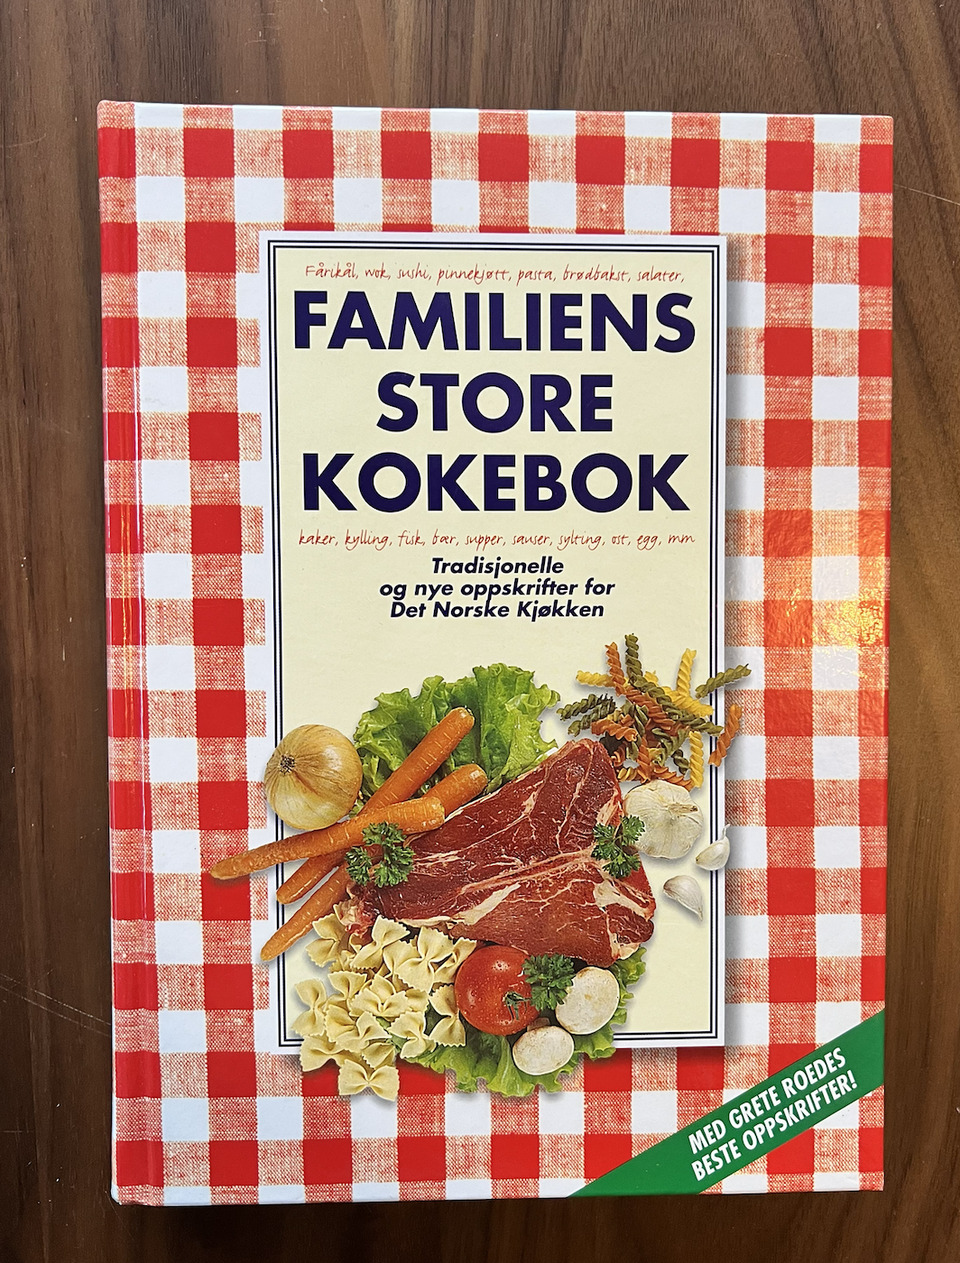 Fårikål, wok, sushi, pinnekjøtt, pasta, brødbakst, salater,
FAMILIENS
STORE
KOKEBOK
kaker, kylling, fisk, bær, supper, sauser, sylting, ost, egg, mm
Tradisjonelle
og nye oppskrifter for
Det Norske Kjøkken
MED GRETE ROEDES
BESTE OPPSKRIFTER!